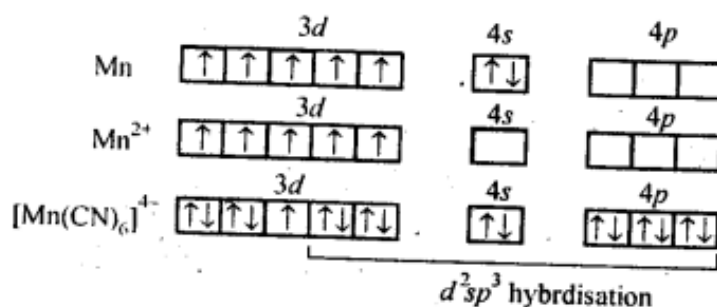 3d 4s 4p
Mn ↑ ↑ ↑ ↑ ↑ ↑↓
3d 4s 4p
Mn²⁺ ↑ ↑ ↑ ↑ ↑
3d 4s 4p
[Mn(CN)₆]⁴⁻ ↑↓ ↑↓ ↑ ↑↓ ↑↓ ↑↓ ↑↓ ↑↓ ↑↓
d²sp³ hybrdisation